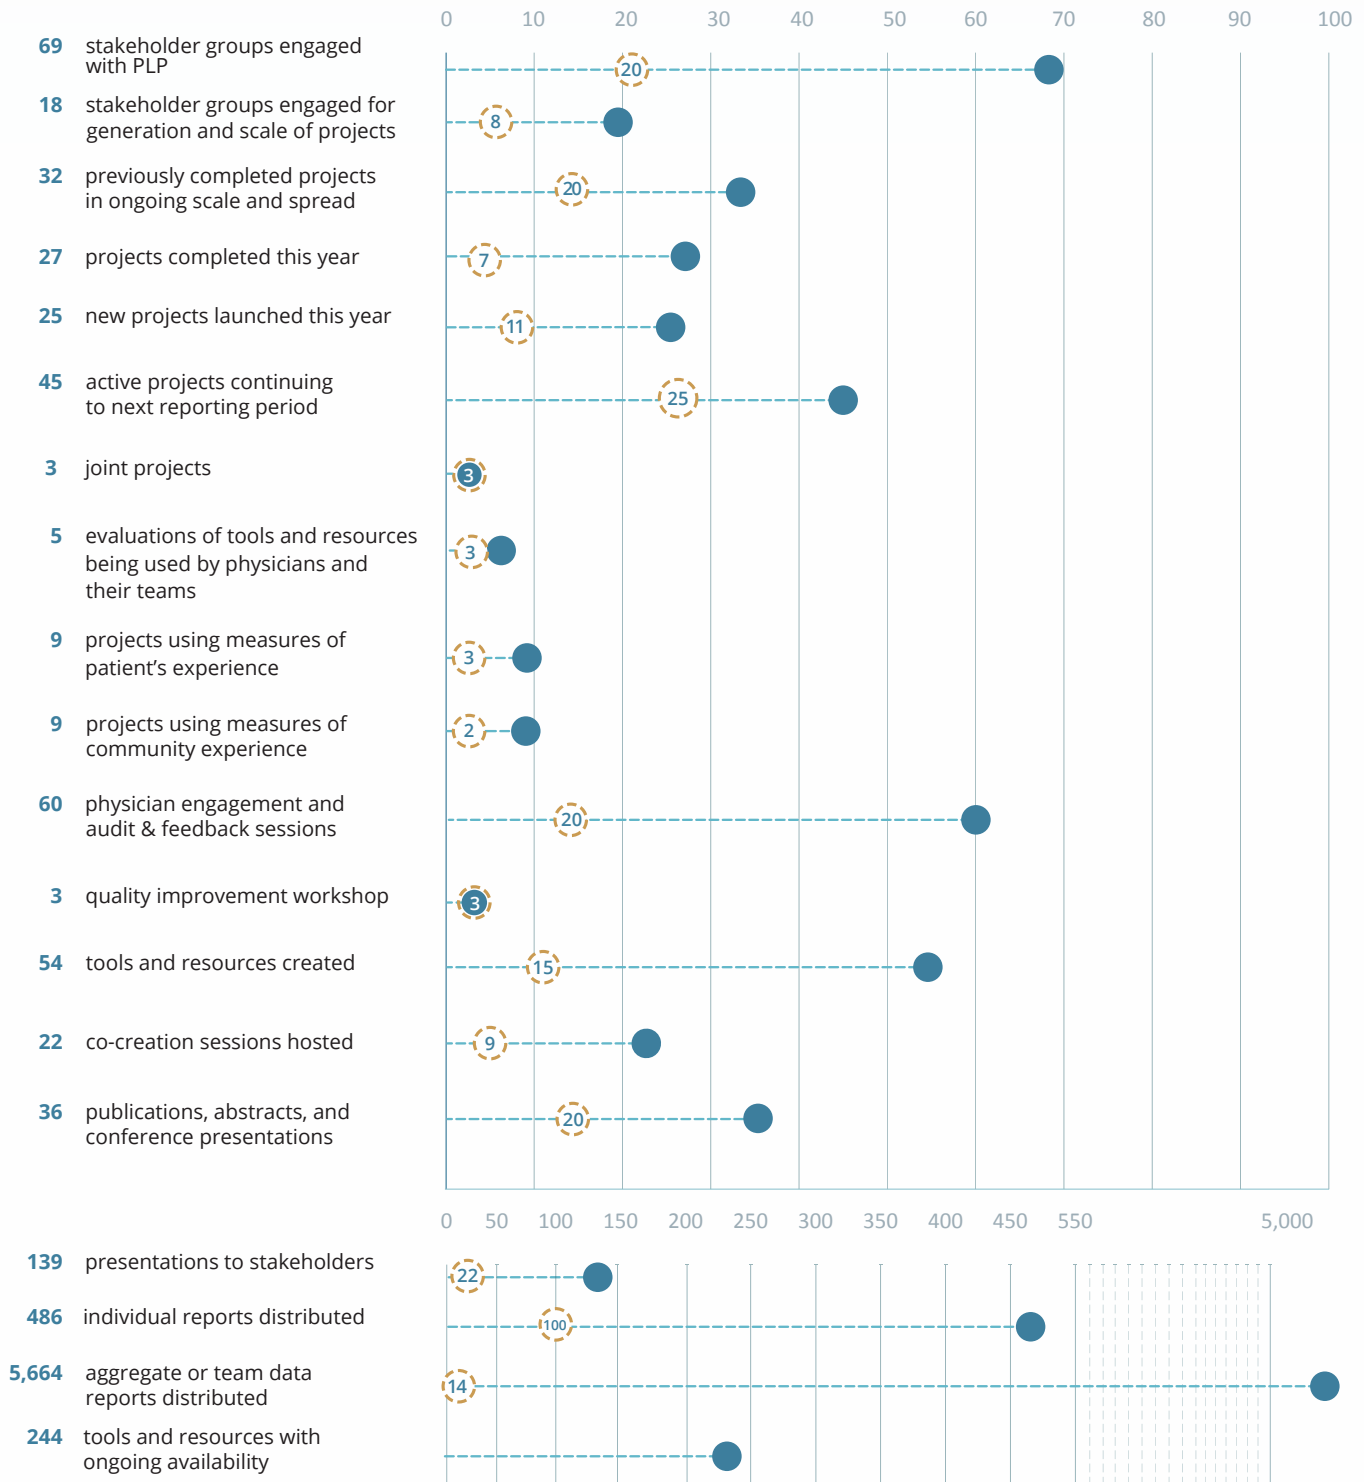 0 10 20 30 40 50 60 70 80 90 100
69 stakeholder groups engaged
with PLP
20
18 stakeholder groups engaged for
generation and scale of projects
8
32 previously completed projects
in ongoing scale and spread
20
27 projects completed this year
7
25 new projects launched this year
11
45 active projects continuing
to next reporting period
25
3 joint projects
3
5 evaluations of tools and resources
being used by physicians and
their teams
3
9 projects using measures of
patient’s experience
3
9 projects using measures of
community experience
2
60 physician engagement and
audit & feedback sessions
20
3 quality improvement workshop
3
54 tools and resources created
15
22 co-creation sessions hosted
9
36 publications, abstracts, and
conference presentations
20
0 50 100 150 200 250 300 350 400 450 550 5,000
139 presentations to stakeholders
22
486 individual reports distributed
100
5,664 aggregate or team data
reports distributed
14
244 tools and resources with
ongoing availability